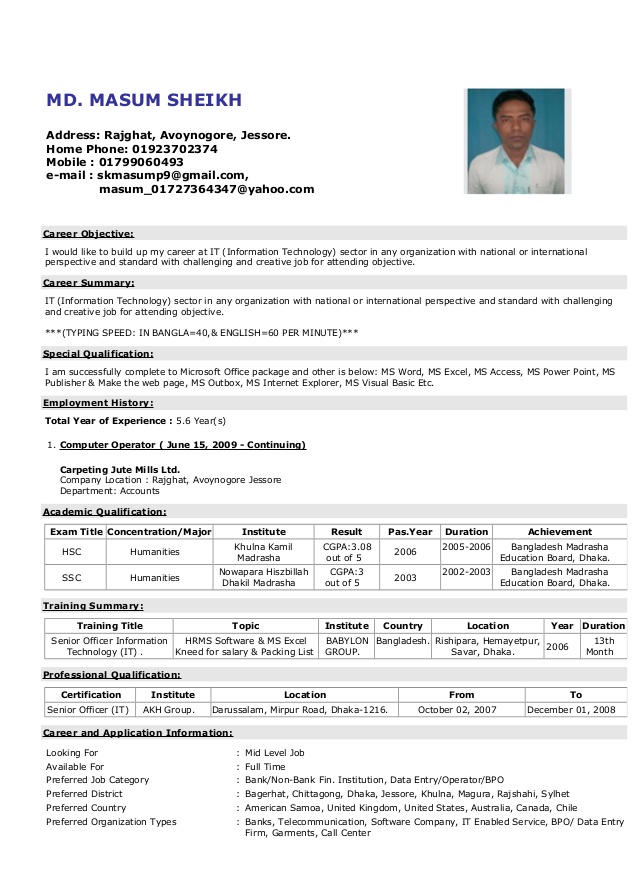 MD. MASUM SHEIKH
Address: Rajghat, Avoynogore, Jessore.
Home Phone: 01923702374
Mobile : 01799060493
e-mail : skmasump9@gmail.com,
masum_01727364347@yahoo.com
Career Objective:
I would like to build up my career at IT (Information Technology) sector in any organization with national or international
perspective and standard with challenging and creative job for attending objective.
Career Summary:
IT (Information Technology) sector in any organization with national or international perspective and standard with challenging
and creative job for attending objective.
***(TYPING SPEED: IN BANGLA=40,& ENGLISH=60 PER MINUTE)***
Special Qualification:
I am successfully complete to Microsoft Office package and other is below: MS Word, MS Excel, MS Access, MS Power Point, MS
Publisher & Make the web page, MS Outbox, MS Internet Explorer, MS Visual Basic Etc.
Employment History:
Total Year of Experience : 5.6 Year(s)
1. Computer Operator ( June 15, 2009 - Continuing)
Carpeting Jute Mills Ltd.
Company Location : Rajghat, Avoynogore Jessore
Department: Accounts
Academic Qualification:
Exam Title Concentration/Major Institute Result Pas.Year Duration Achievement
HSC Humanities Khulna Kamil Madrasha CGPA:3.08 out of 5 2006 2005-2006 Bangladesh Madrasha Education Board, Dhaka.
SSC Humanities Nowapara Hiszbillah Dhakil Madrasha CGPA:3 out of 5 2003 2002-2003 Bangladesh Madrasha Education Board, Dhaka.
Training Summary:
Training Title Topic Institute Country Location Year Duration
Senior Officer Information Technology (IT) . HRMS Software & MS Excel Kneed for salary & Packing List BABYLON GROUP. Bangladesh. Rishipara, Hemayetpur, Savar, Dhaka. 2006 13th Month
Professional Qualification:
Certification Institute Location From To
Senior Officer (IT) AKH Group. Darussalam, Mirpur Road, Dhaka-1216. October 02, 2007 December 01, 2008
Career and Application Information:
Looking For : Mid Level Job
Available For : Full Time
Preferred Job Category : Bank/Non-Bank Fin. Institution, Data Entry/Operator/BPO
Preferred District : Bagerhat, Chittagong, Dhaka, Jessore, Khulna, Magura, Rajshahi, Sylhet
Preferred Country : American Samoa, United Kingdom, United States, Australia, Canada, Chile
Preferred Organization Types : Banks, Telecommunication, Software Company, IT Enabled Service, BPO/ Data Entry
Firm, Garments, Call Center